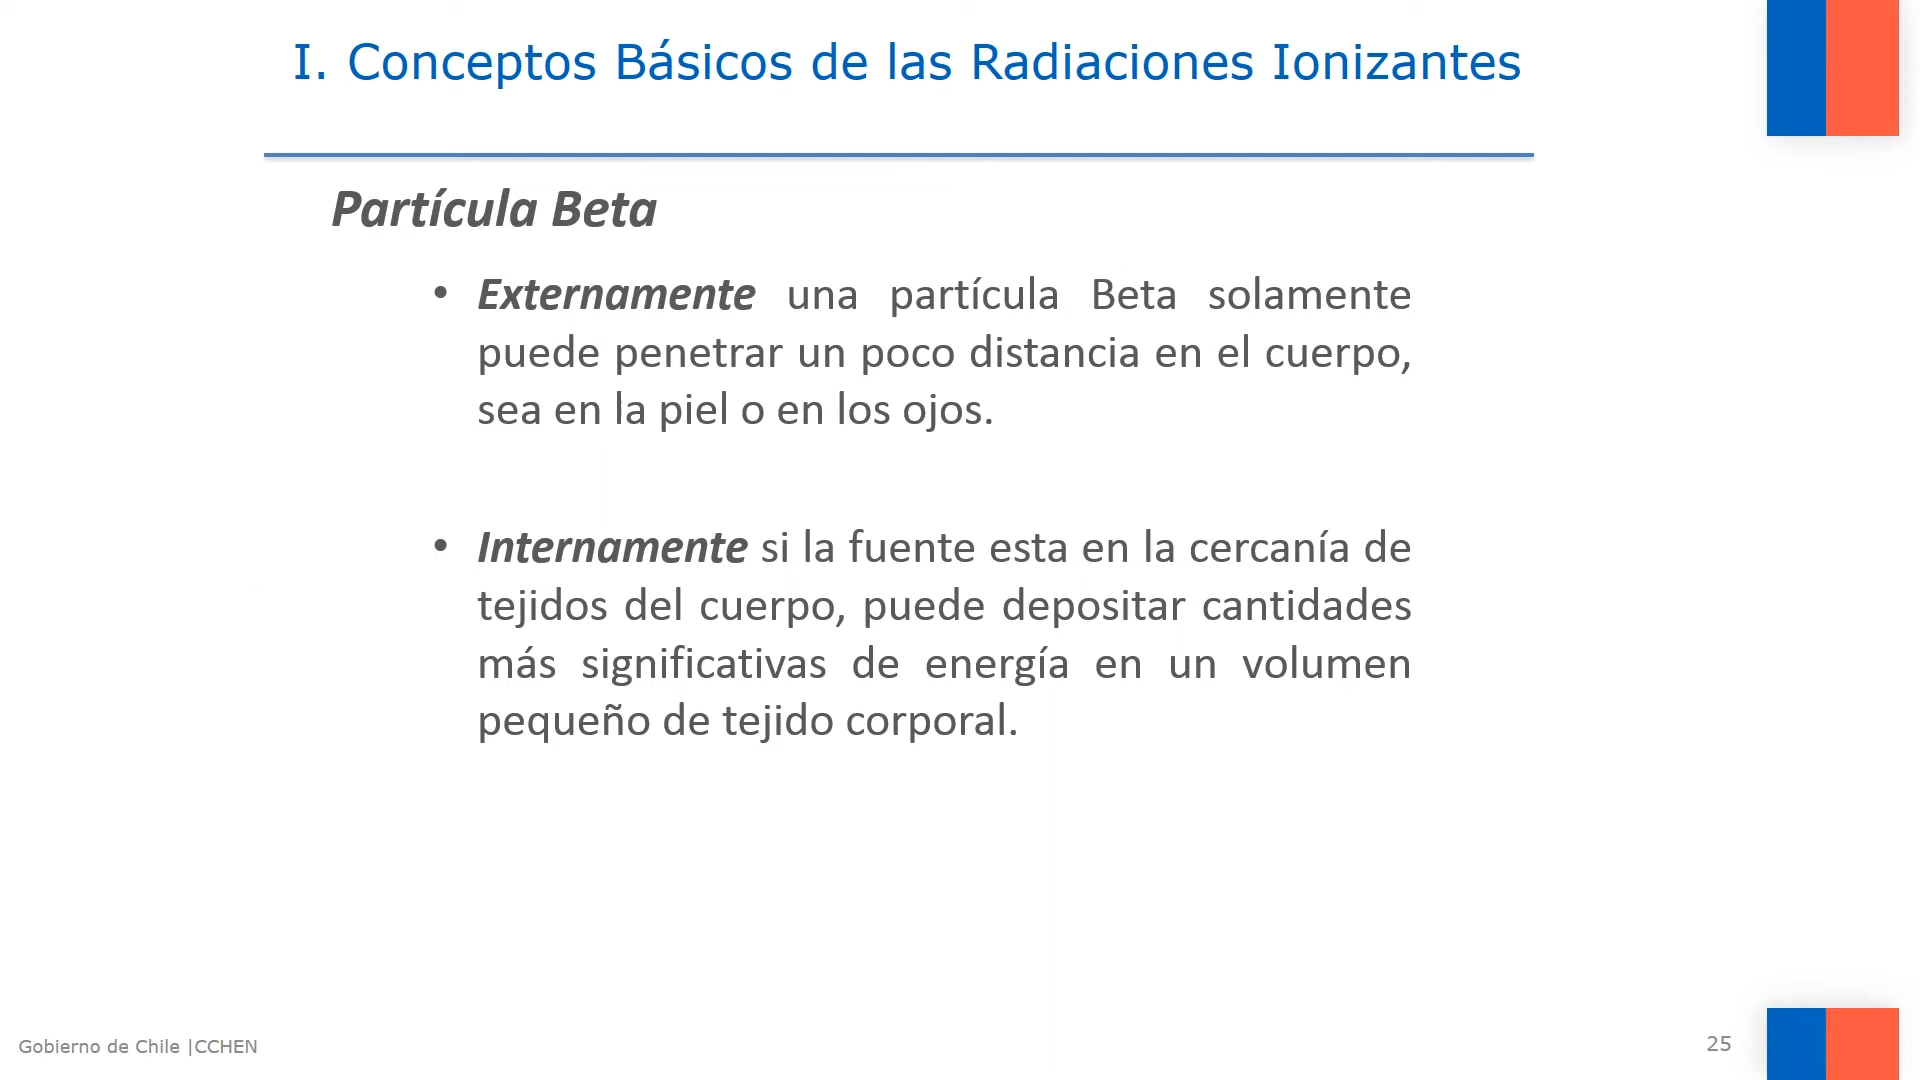 I. Conceptos Básicos de las Radiaciones Ionizantes
Partícula Beta
• Externamente una partícula Beta solamente
puede penetrar un poco distancia en el cuerpo,
sea en la piel o en los ojos.
• Internamente si la fuente esta en la cercanía de
tejidos del cuerpo, puede depositar cantidades
más significativas de energía en un volumen
pequeño de tejido corporal.
Gobierno de Chile |CCHEN
25